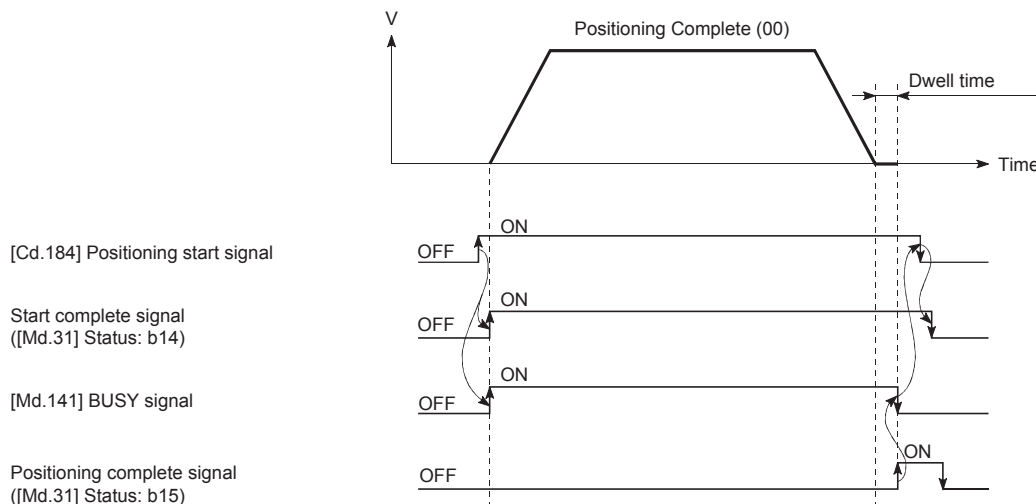 V
Positioning Complete (00)
Dwell time
Time
[Cd.184] Positioning start signal
OFF
ON
Start complete signal
([Md.31] Status: b14)
OFF
ON
[Md.141] BUSY signal
OFF
ON
Positioning complete signal
([Md.31] Status: b15)
OFF
ON